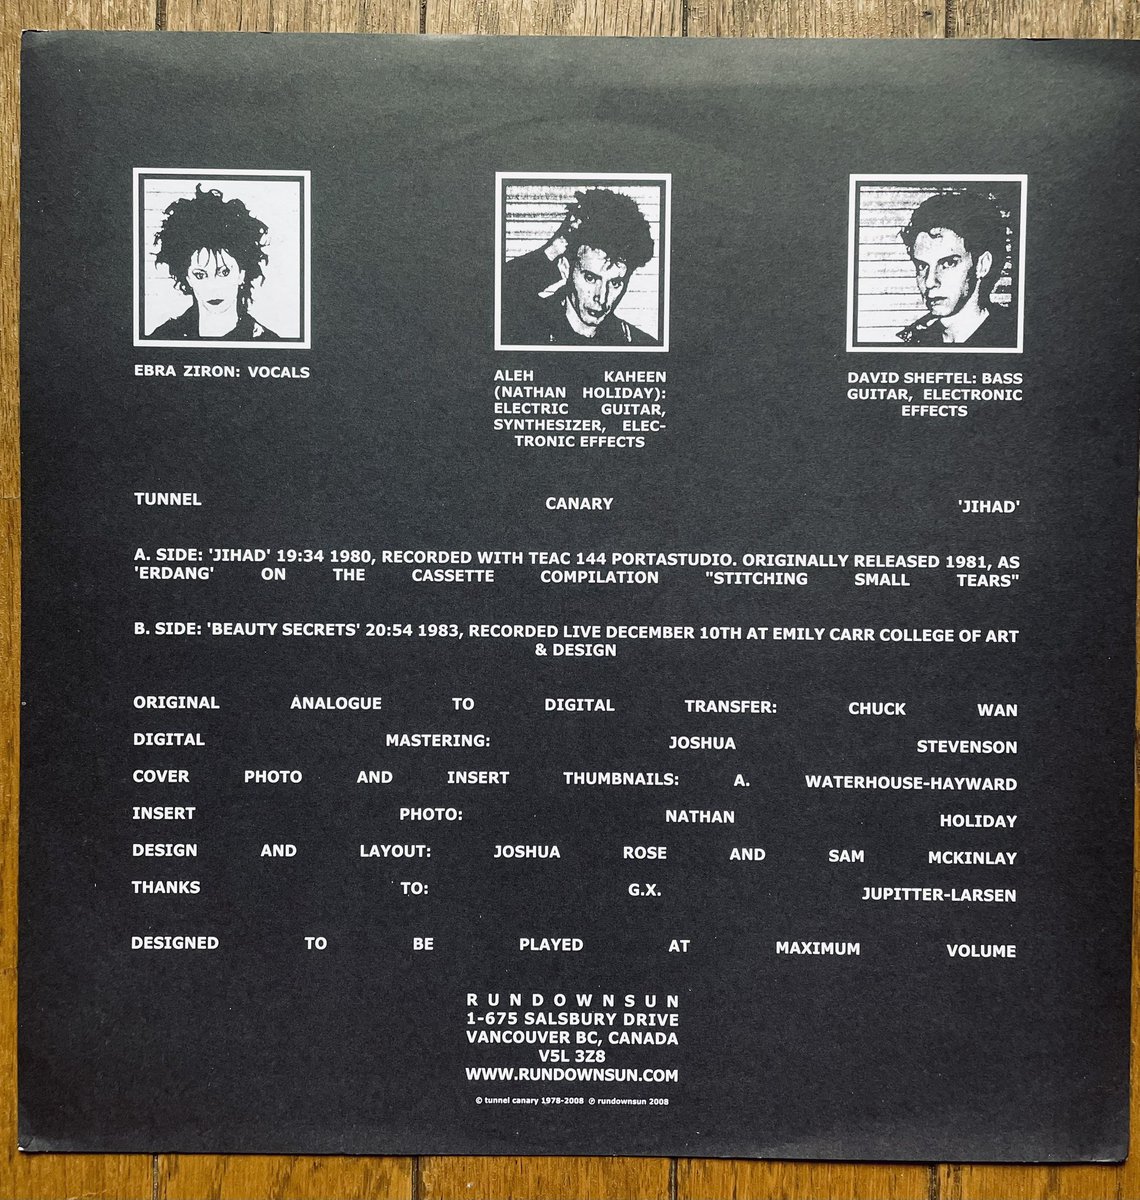 EBRA ZIRON: VOCALS
ALEH KAHEEN
(NATHAN HOLIDAY):
ELECTRIC GUITAR,
SYNTHESIZER, ELEC-
TRONIC EFFECTS
DAVID SHEFTEL: BASS
GUITAR, ELECTRONIC
EFFECTS
TUNNEL CANARY 'JIHAD'
A. SIDE: 'JIHAD' 19:34 1980, RECORDED WITH TEAC 144 PORTASTUDIO. ORIGINALLY RELEASED 1981, AS
'ERDANG' ON THE CASSETTE COMPILATION "STITCHING SMALL TEARS"
B. SIDE: 'BEAUTY SECRETS' 20:54 1983, RECORDED LIVE DECEMBER 10TH AT EMILY CARR COLLEGE OF ART
& DESIGN
ORIGINAL ANALOGUE TO DIGITAL TRANSFER: CHUCK WAN
DIGITAL MASTERING: JOSHUA STEVENSON
COVER PHOTO AND INSERT THUMBNAILS: A. WATERHOUSE-HAYWARD
INSERT PHOTO: NATHAN HOLIDAY
DESIGN AND LAYOUT: JOSHUA ROSE AND SAM MCKINLAY
THANKS TO: G.X. JUPITTER-LARSEN
DESIGNED TO BE PLAYED AT MAXIMUM VOLUME
R U N D O W N S U N
1-675 SALSBURY DRIVE
VANCOUVER BC, CANADA
V5L 3Z8
WWW.RUNDOWNSUN.COM
© tunnel canary 1978-2008 ℗ rundownsun 2008